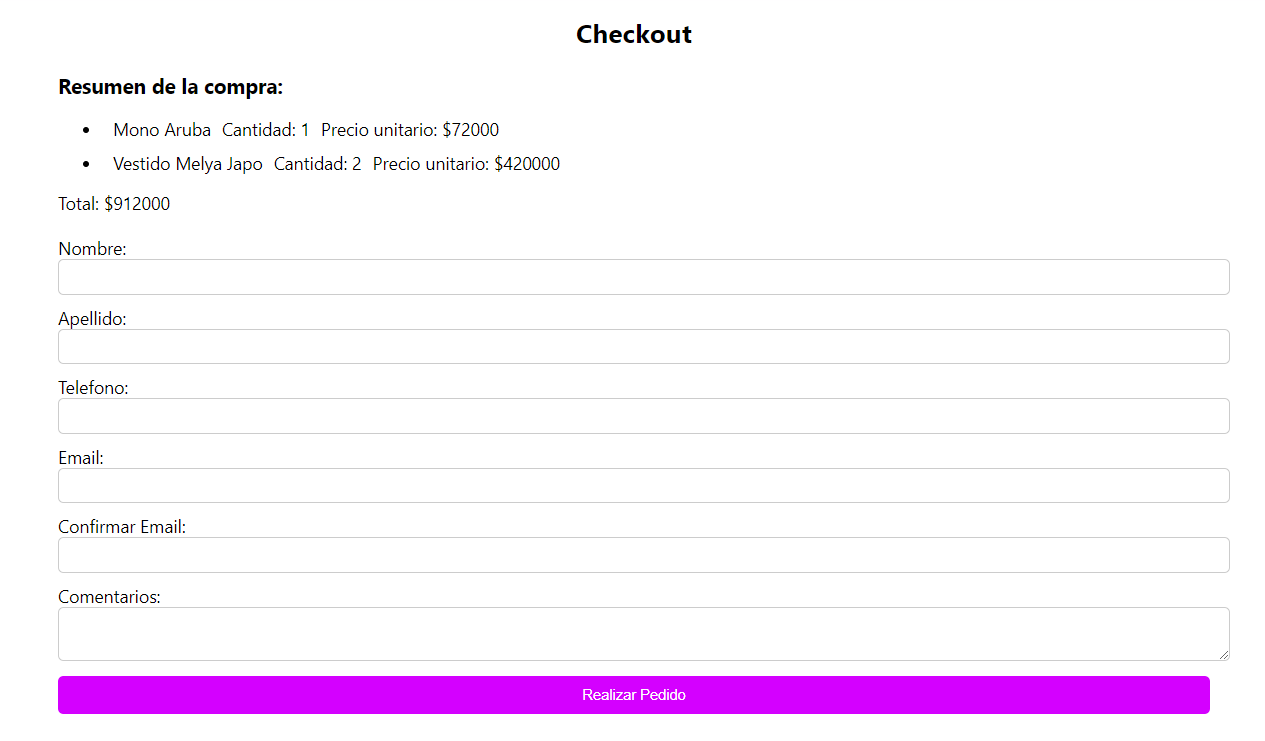 Checkout
Resumen de la compra:
• Mono Aruba Cantidad: 1 Precio unitario: $72000
• Vestido Melya Japo Cantidad: 2 Precio unitario: $420000
Total: $912000
Nombre:
Apellido:
Telefono:
Email:
Confirmar Email:
Comentarios:
Realizar Pedido